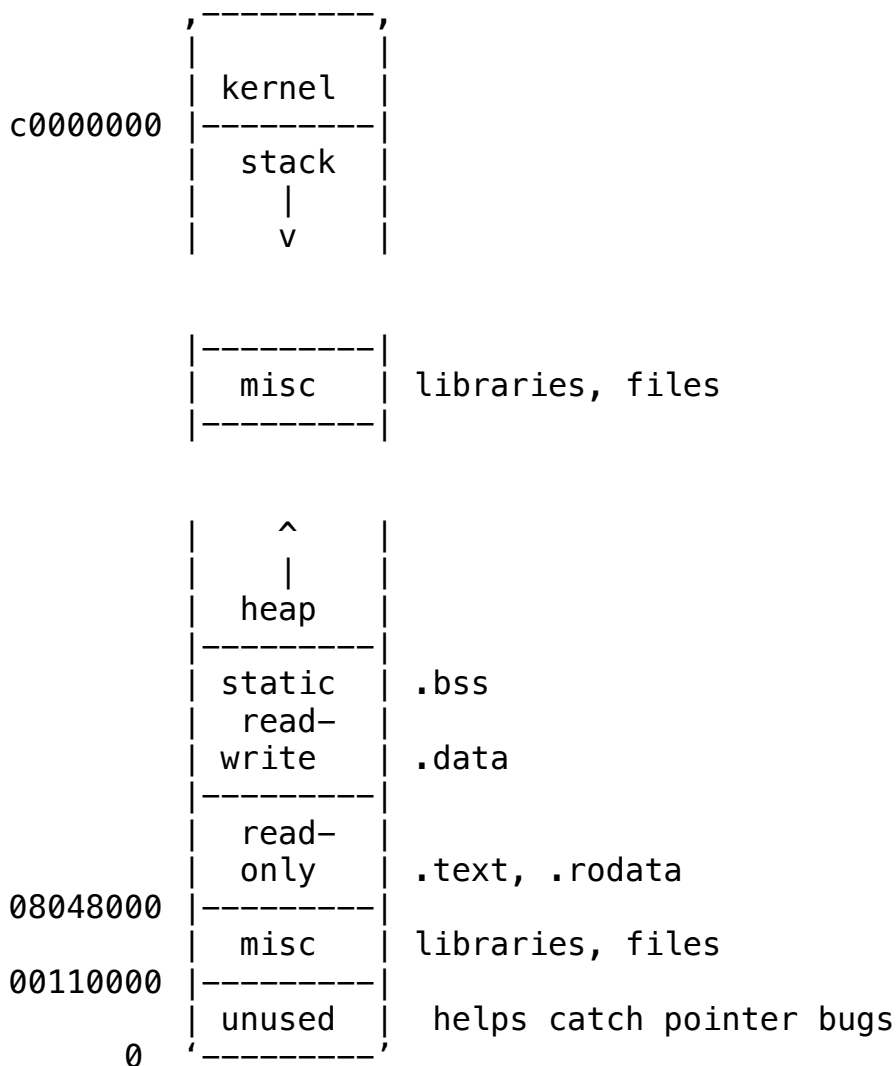 ,---------,
|         |
| kernel  |
c0000000 |---------|
|  stack  |
|    |    |
|    v    |
|---------|
|  misc   | libraries, files
|---------|
|    ^    |
|    |    |
|  heap   |
|---------|
| static  | .bss
|  read-  |
| write   | .data
|---------|
|  read-  |
|  only   | .text, .rodata
08048000 |---------|
|  misc   | libraries, files
00110000 |---------|
| unused  |  helps catch pointer bugs
0 ‘---------’